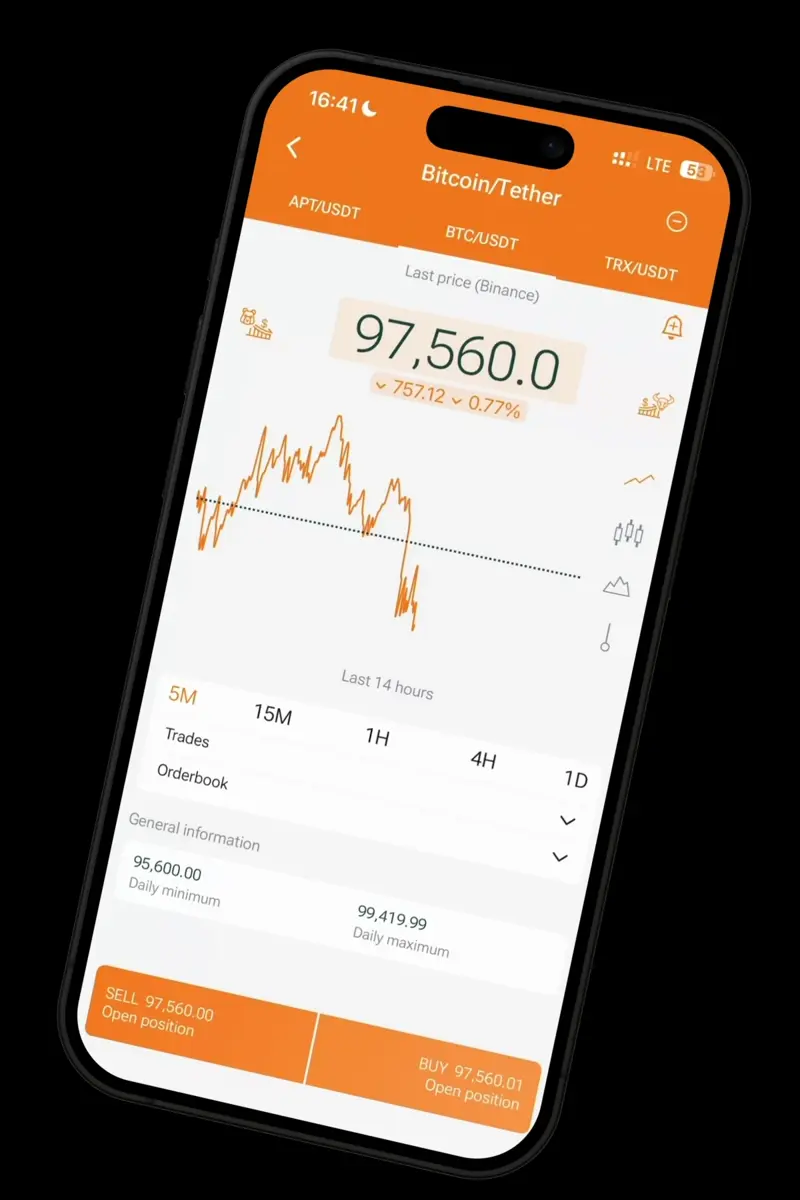 16:41
LTE 53
Bitcoin/Tether
APT/USDT BTC/USDT TRX/USDT
Last price (Binance)
97,560.0
757.12 0.77%
Last 14 hours
5M 15M 1H 4H 1D
Trades
Orderbook
General information
95,600.00 99,419.99
Daily minimum Daily maximum
SELL 97,560.00 BUY 97,560.01
Open position Open position